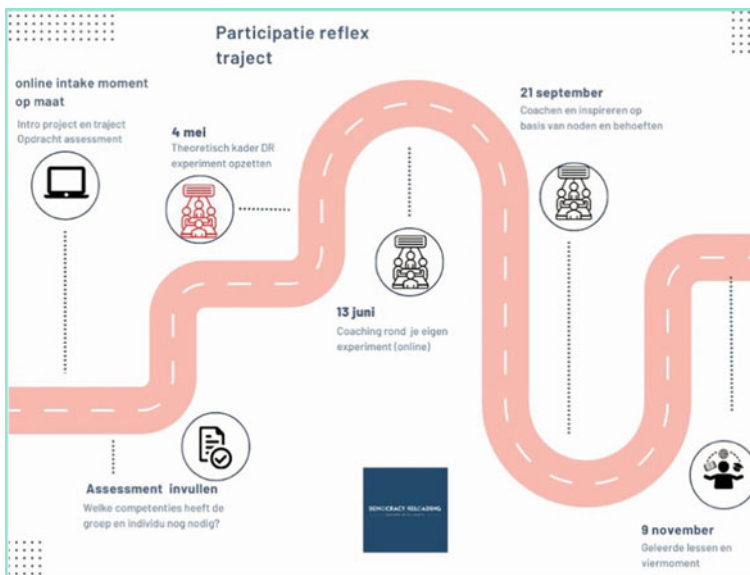 Participatie reflex
traject
online intake moment
op maat
Intro project en traject
Opdracht assessment
Assessment invullen
Welke competenties heeft de
groep en individu nog nodig?
4 mei
Theoretisch kader DR
experiment opzetten
13 juni
Coaching rond je eigen
experiment (online)
21 september
Coachen en inspireren op
basis van noden en behoeften
9 november
Geleerde lessen en
viermoment
DEMOCRACY RELOADING